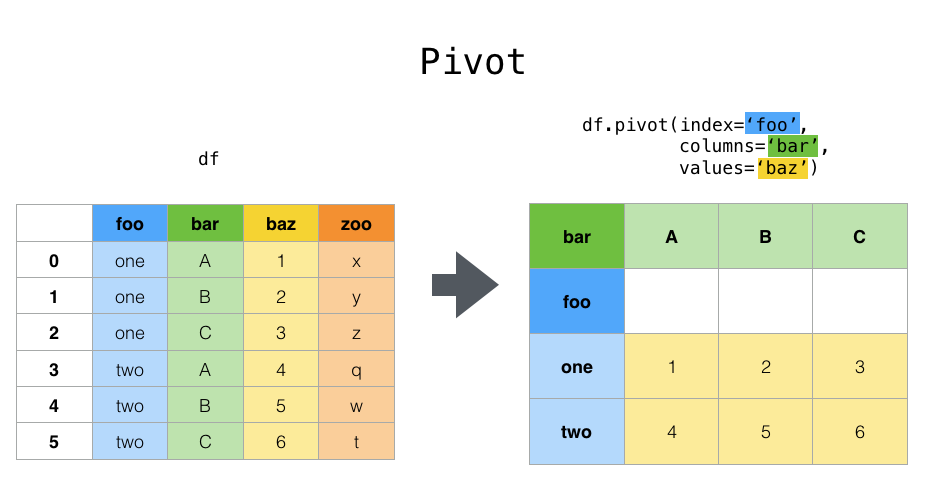 Pivot
df
df.pivot(index=‘foo’,
columns=‘bar’,
values=‘baz’)
foo bar baz zoo
0 one A 1 x
1 one B 2 y
2 one C 3 z
3 two A 4 q
4 two B 5 w
5 two C 6 t
bar A B C
foo
one 1 2 3
two 4 5 6